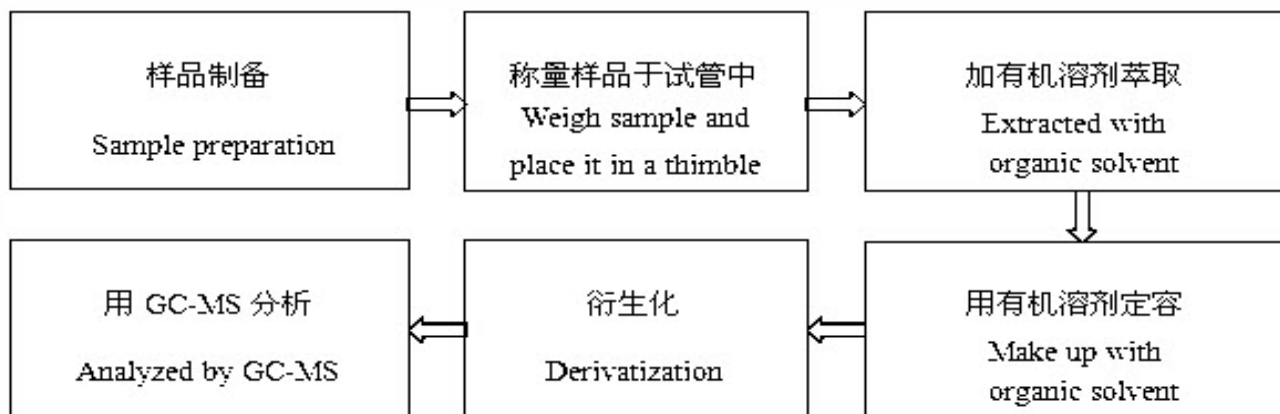 样品制备
Sample preparation
称量样品于试管中
Weigh sample and
place it in a thimble
加有机溶剂萃取
Extracted with
organic solvent
用有机溶剂定容
Make up with
organic solvent
衍生化
Derivatization
用 GC-MS 分析
Analyzed by GC-MS